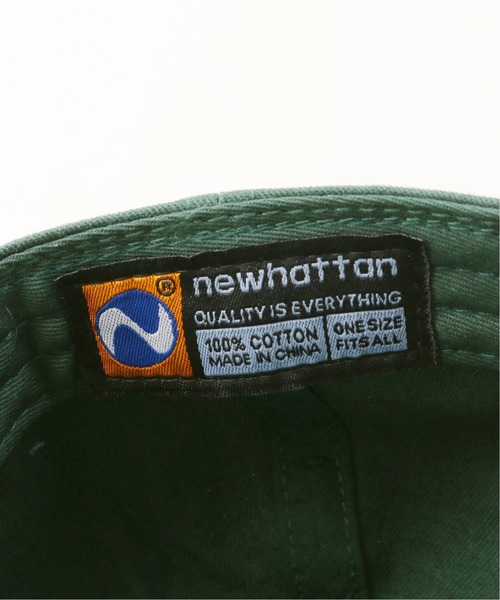 newhattan
®
QUALITY IS EVERYTHING
100% COTTON
MADE IN CHINA
ONE SIZE
FITS ALL